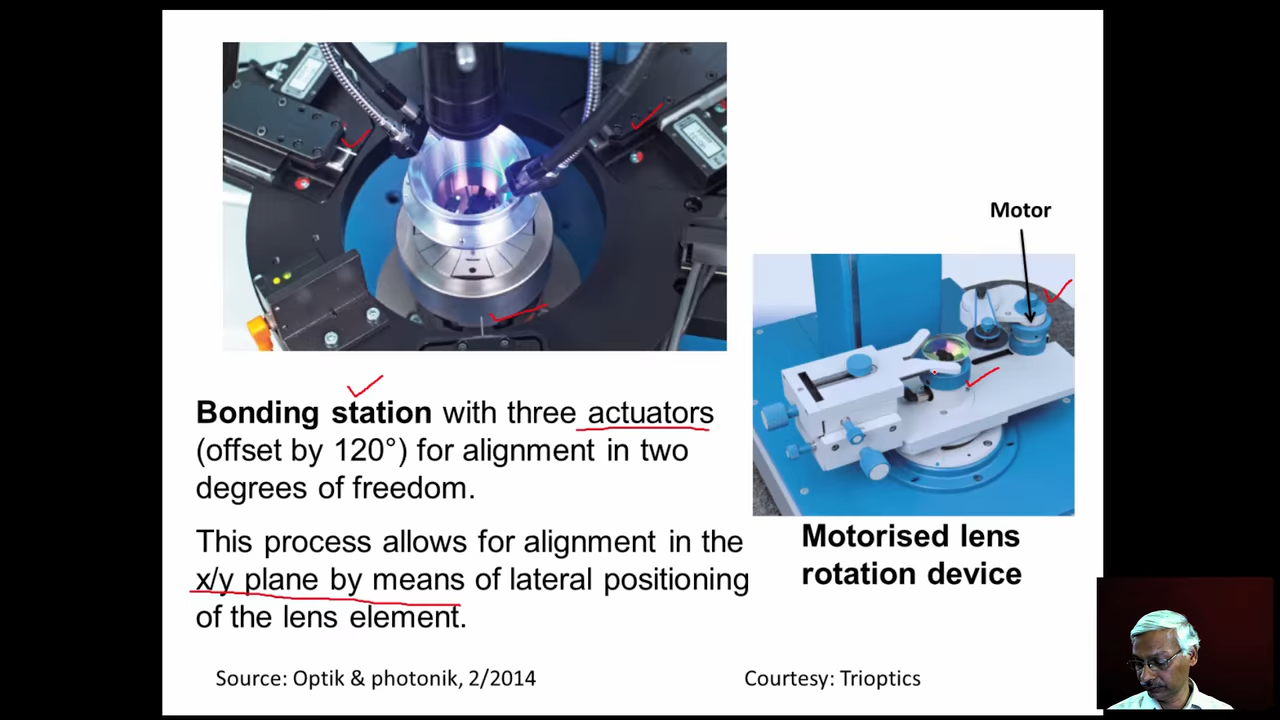 Motor
Bonding station with three actuators
(offset by 120°) for alignment in two
degrees of freedom.
This process allows for alignment in the
x/y plane by means of lateral positioning
of the lens element.
Motorised lens
rotation device
Source: Optik & photonik, 2/2014
Courtesy: Trioptics